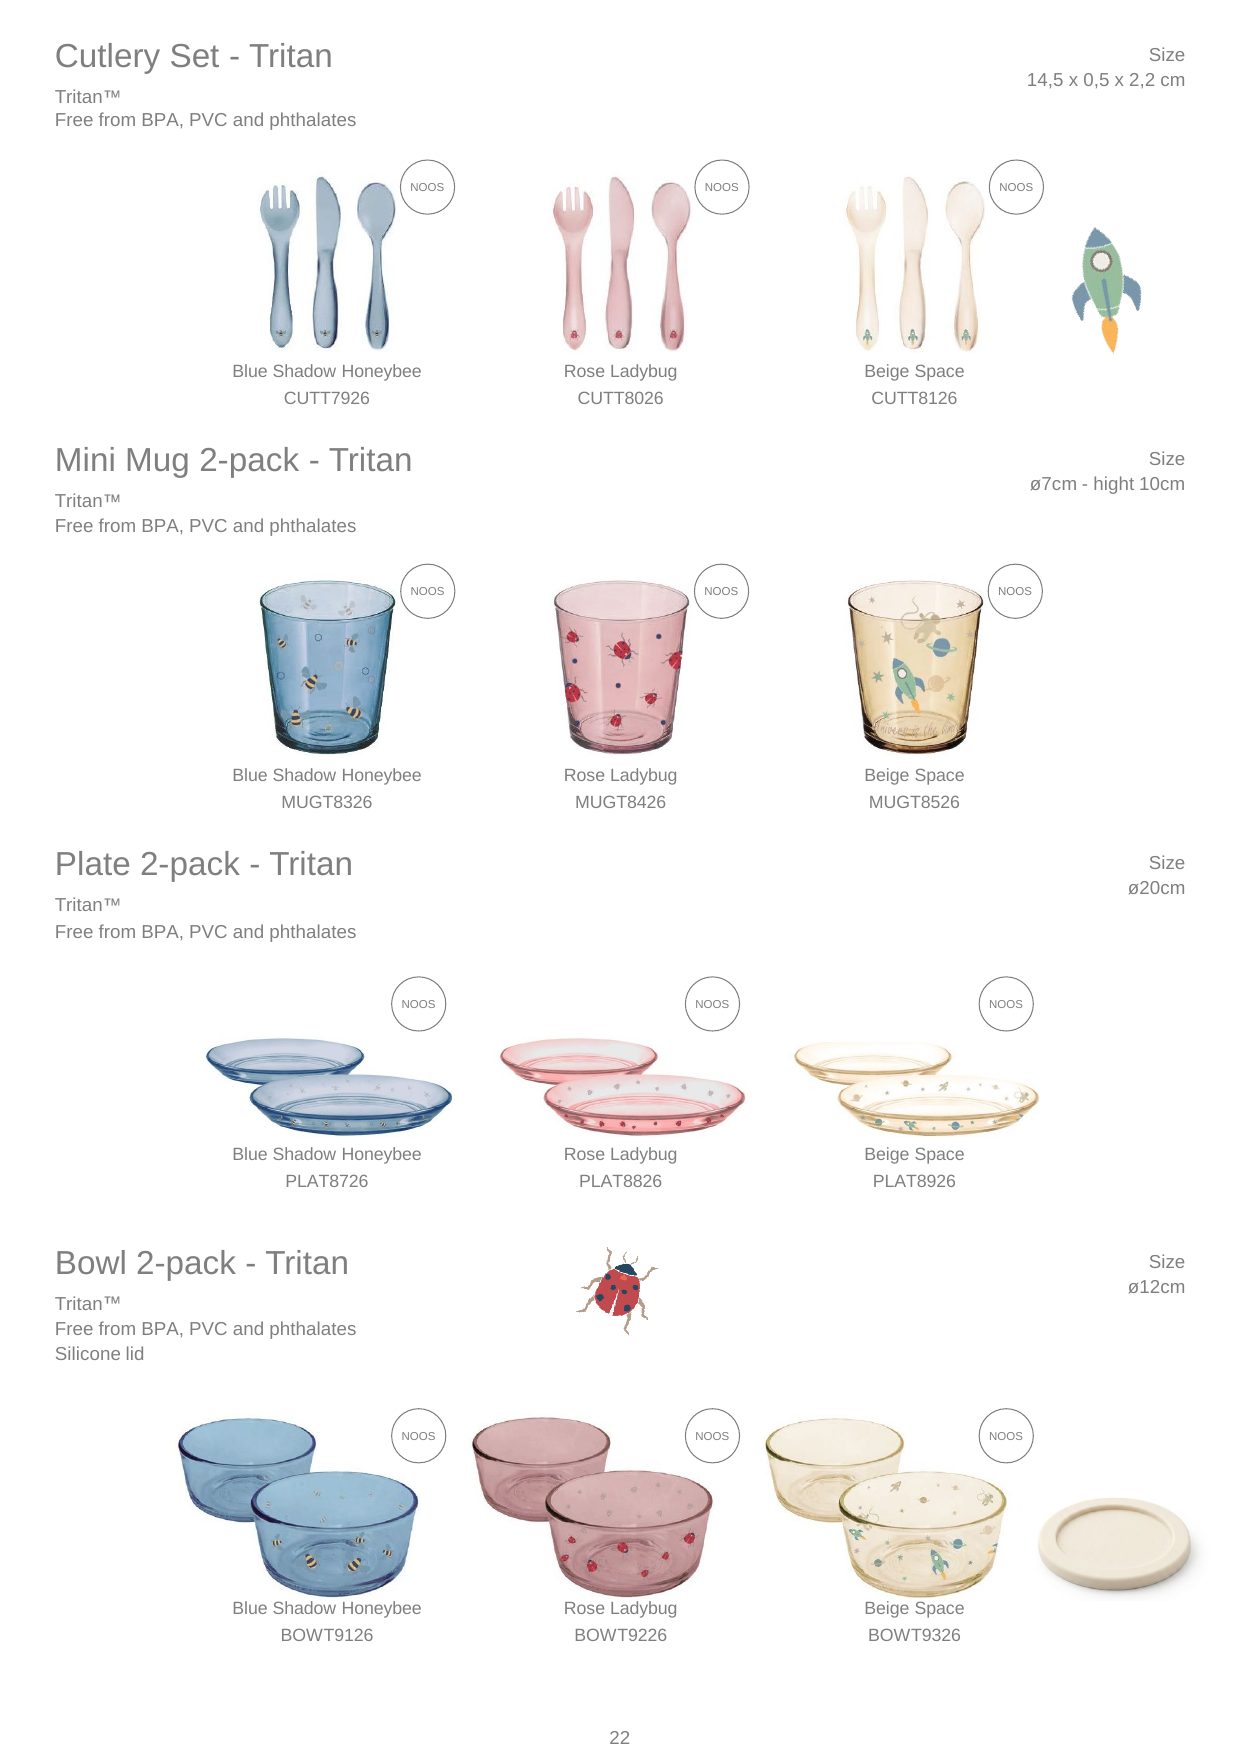 Cutlery Set - Tritan
Size
14,5 x 0,5 x 2,2 cm
Tritan™
Free from BPA, PVC and phthalates
NOOS
NOOS
NOOS
Blue Shadow Honeybee
CUTT7926
Rose Ladybug
CUTT8026
Beige Space
CUTT8126
Mini Mug 2-pack - Tritan
Size
ø7cm - hight 10cm
Tritan™
Free from BPA, PVC and phthalates
NOOS
NOOS
NOOS
Blue Shadow Honeybee
MUGT8326
Rose Ladybug
MUGT8426
Beige Space
MUGT8526
Plate 2-pack - Tritan
Size
ø20cm
Tritan™
Free from BPA, PVC and phthalates
NOOS
NOOS
NOOS
Blue Shadow Honeybee
PLAT8726
Rose Ladybug
PLAT8826
Beige Space
PLAT8926
Bowl 2-pack - Tritan
Size
ø12cm
Tritan™
Free from BPA, PVC and phthalates
Silicone lid
NOOS
NOOS
NOOS
Blue Shadow Honeybee
BOWT9126
Rose Ladybug
BOWT9226
Beige Space
BOWT9326
22